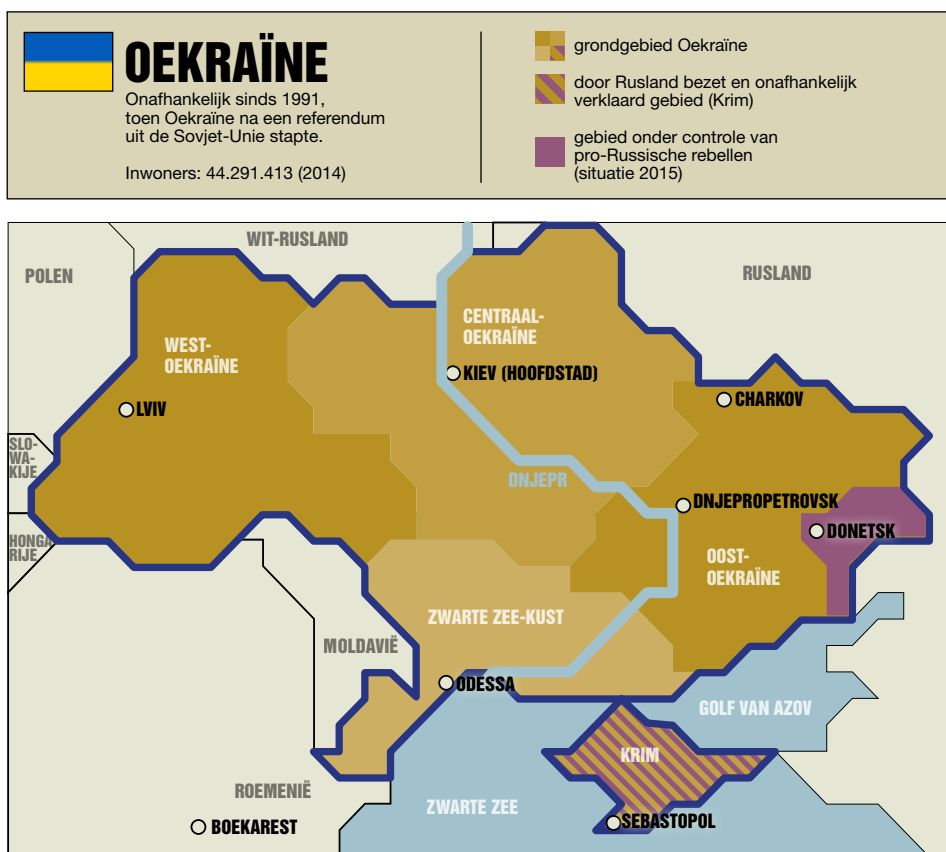 OEKRAÏNE
Onafhankelijk sinds 1991,
toen Oekraïne na een referendum
uit de Sovjet-Unie stapte.
Inwoners: 44.291.413 (2014)
grondgebied Oekraïne
door Rusland bezet en onafhankelijk
verklaard gebied (Krim)
gebied onder controle van
pro-Russische rebellen
(situatie 2015)
WIT-RUSLAND
POLEN
RUSLAND
CENTRAAL-
OEKRAÏNE
WEST-
OEKRAÏNE
KIEV (HOOFDSTAD)
CHARKOV
LVIV
SLO-
WA-
KIJE
DNJEPR
DNJEPROPETROVSK
DONETSK
HONGA
RIJE
OOST-
OEKRAÏNE
ZWARTE ZEE-KUST
MOLDAVIË
ODESSA
GOLF VAN AZOV
KRIM
ROEMENIË
ZWARTE ZEE
SEBASTOPOL
BOEKAREST